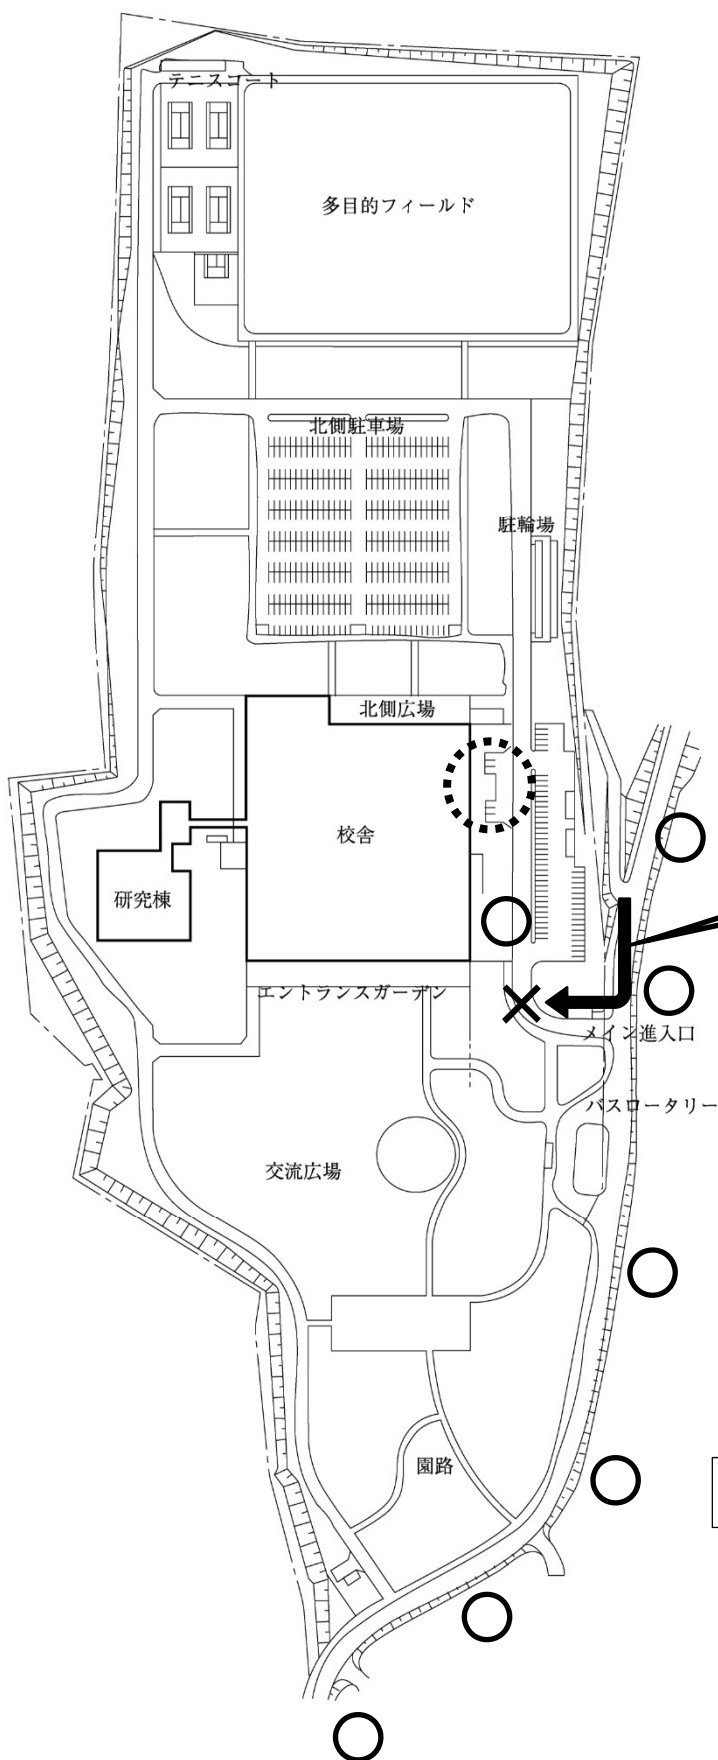 テニスコート
多目的フィールド
北側駐車場
駐輪場
北側広場
校舎
研究棟
エントランスガーデン
メイン進入口
バスロータリー
交流広場
園路